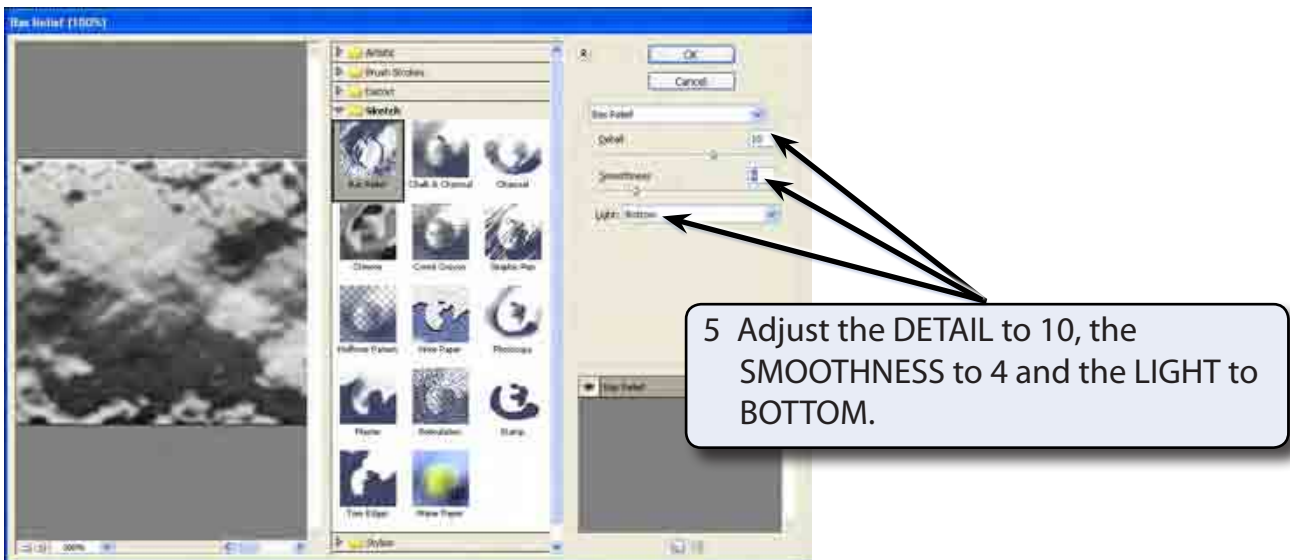 Bas Relief (100%)
Artistic
Brush Strokes
Distort
Sketch
Bas Relief Chalk & Charcoal Charcoal
Chrome Conté Crayon Graphic Pen
Halftone Pattern Note Paper Photocopy
Plaster Reticulation Stamp
Torn Edges Water Paper
Stylize
100%
OK
Cancel
Bas Relief
Detail 10
Smoothness
Light: Bottom
Bas Relief
5 Adjust the DETAIL to 10, the
SMOOTHNESS to 4 and the LIGHT to
BOTTOM.